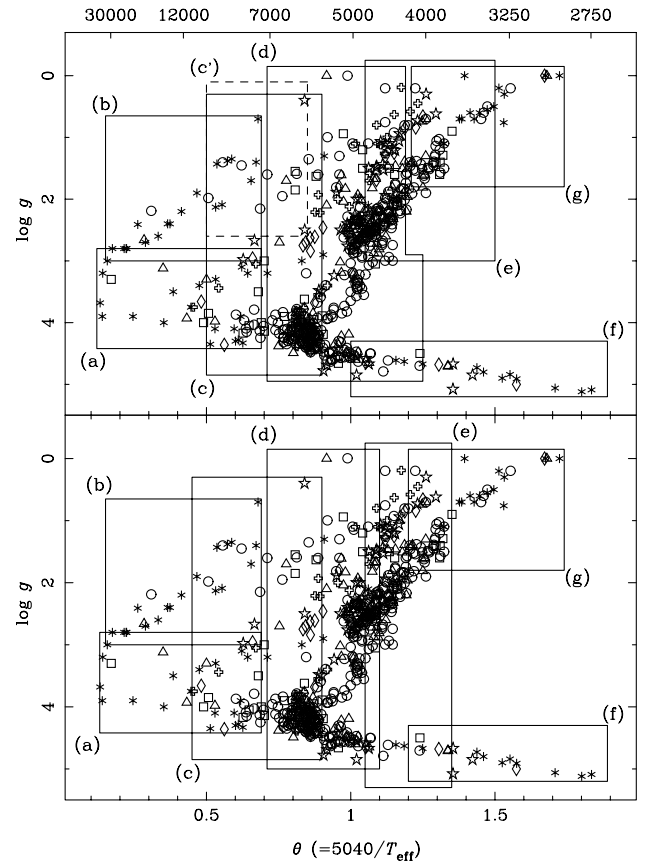 30000 12000 7000 5000 4000 3250 2750
(d)
(c')
0
(b)
2
(g)
log g
(e)
4
(f)
(a)
(c)
(d) (e)
0
(b)
(g)
2
log g
(f)
4
(a)
(c)
0.5 1 1.5
θ (=5040/Teff)